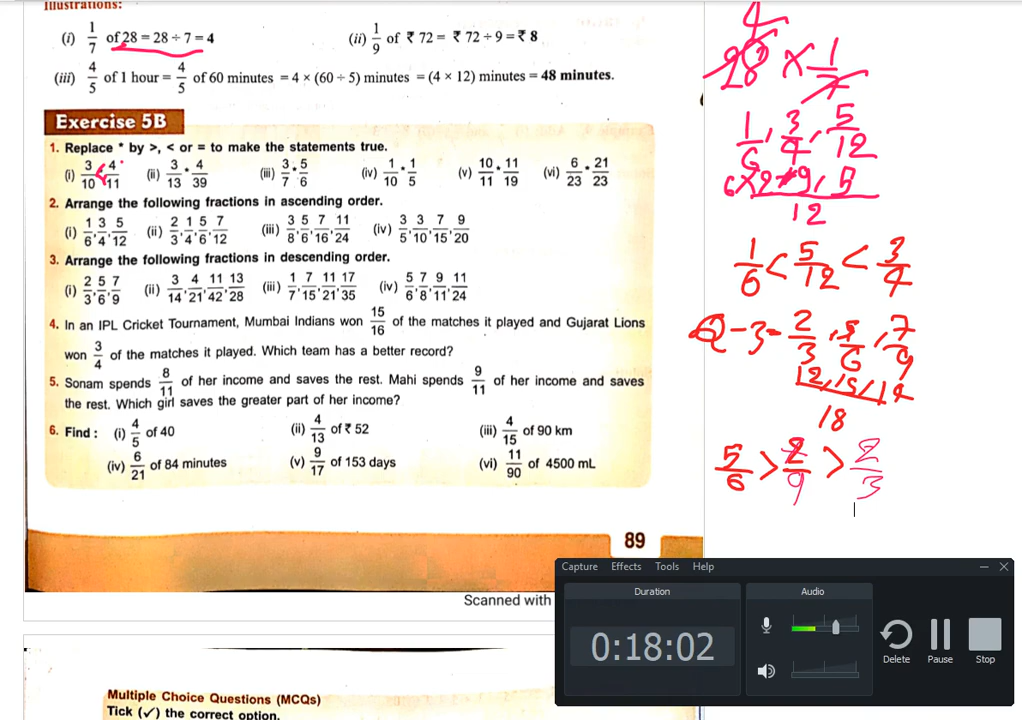 Illustrations:
(i) 1/7 of 28 = 28 ÷ 7 = 4 (ii) 1/9 of ₹ 72 = ₹ 72 ÷ 9 = ₹ 8
(iii) 4/5 of 1 hour = 4/5 of 60 minutes = 4 × (60 ÷ 5) minutes = (4 × 12) minutes = 48 minutes.
Exercise 5B
1. Replace * by >, < or = to make the statements true.
(i) 3/10 < 4/11 (ii) 3/13 * 4/39 (iii) 3/7 * 5/6 (iv) 1/10 * 1/5 (v) 10/11 * 11/19 (vi) 6/23 * 21/23
2. Arrange the following fractions in ascending order.
(i) 1/6, 3/4, 5/12 (ii) 2/3, 1/4, 5/6, 7/12 (iii) 3/8, 5/6, 7/16, 11/24 (iv) 3/5, 3/10, 7/15, 9/20
3. Arrange the following fractions in descending order.
(i) 2/3, 5/6, 7/9 (ii) 3/14, 4/21, 11/42, 13/28 (iii) 1/7, 7/15, 11/21, 17/35 (iv) 5/6, 7/8, 9/11, 11/24
4. In an IPL Cricket Tournament, Mumbai Indians won 15/16 of the matches it played and Gujarat Lions
won 3/4 of the matches it played. Which team has a better record?
5. Sonam spends 8/11 of her income and saves the rest. Mahi spends 9/11 of her income and saves
the rest. Which girl saves the greater part of her income?
6. Find : (i) 4/5 of 40 (ii) 4/13 of ₹ 52 (iii) 4/15 of 90 km
(iv) 6/21 of 84 minutes (v) 9/17 of 153 days (vi) 11/90 of 4500 mL
89
Scanned with
Multiple Choice Questions (MCQs)
Tick (✓) the correct option.
4
28 × 1/7
1/6, 3/4, 5/12
12
1/6 < 5/12 < 3/4
Q-3- 2/3, 5/6, 7/9
12, 15, 14
18
5/6 > 7/9 > 2/3
Capture Effects Tools Help
Duration
0:18:02
Audio
Delete Pause Stop